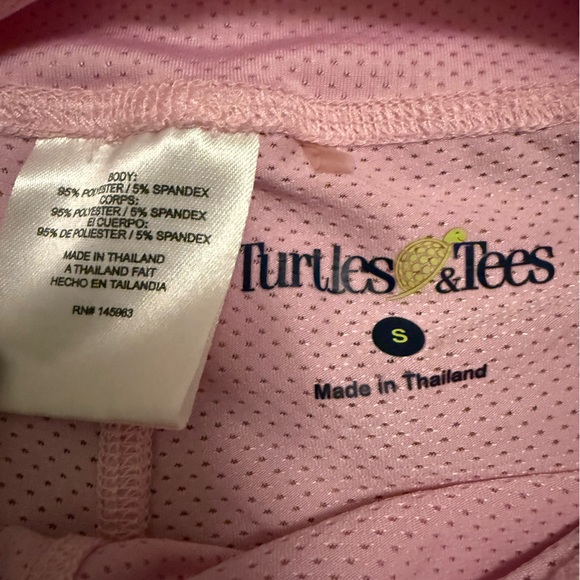 BODY:
95% POLYESTER / 5% SPANDEX
CORPS:
95% POLYESTER / 5% SPANDEX
El CUERPO:
95% DE POLIESTER / 5% SPANDEX
MADE IN THAILAND
A THAILAND FAIT
HECHO EN TAILANDIA
RN# 145963
Turtles & Tees
S
Made in Thailand